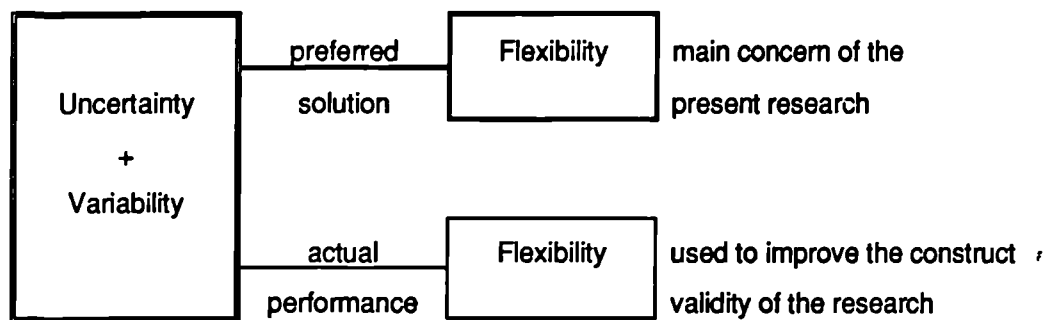 preferred
solution
Flexibility
main concern of the
present research
Uncertainty
+
Variability
actual
performance
Flexibility
used to improve the construct
validity of the research